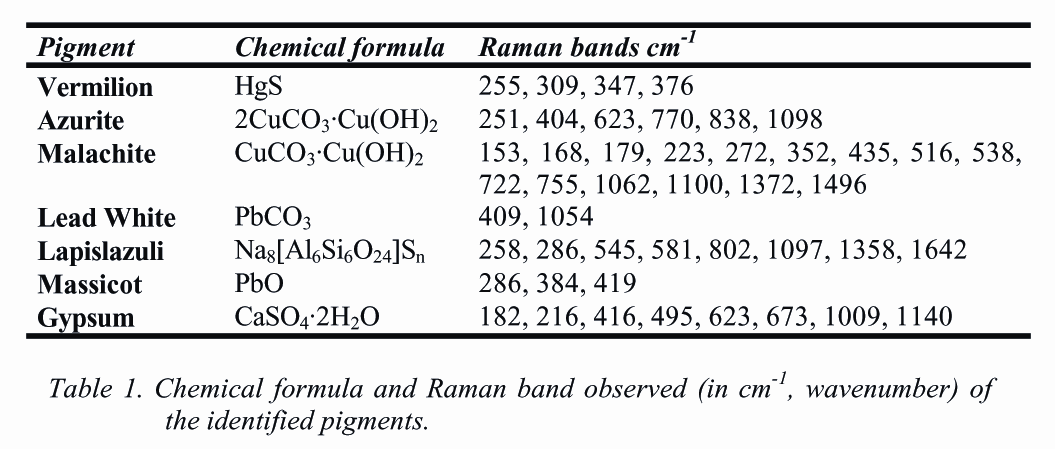 Pigment Chemical formula Raman bands cm⁻¹
Vermilion HgS 255, 309, 347, 376
Azurite 2CuCO₃·Cu(OH)₂ 251, 404, 623, 770, 838, 1098
Malachite CuCO₃·Cu(OH)₂ 153, 168, 179, 223, 272, 352, 435, 516, 538,
722, 755, 1062, 1100, 1372, 1496
Lead White PbCO₃ 409, 1054
Lapislazuli Na₈[Al₆Si₆O₂₄]Sₙ 258, 286, 545, 581, 802, 1097, 1358, 1642
Massicot PbO 286, 384, 419
Gypsum CaSO₄·2H₂O 182, 216, 416, 495, 623, 673, 1009, 1140
Table 1. Chemical formula and Raman band observed (in cm⁻¹, wavenumber) of
the identified pigments.